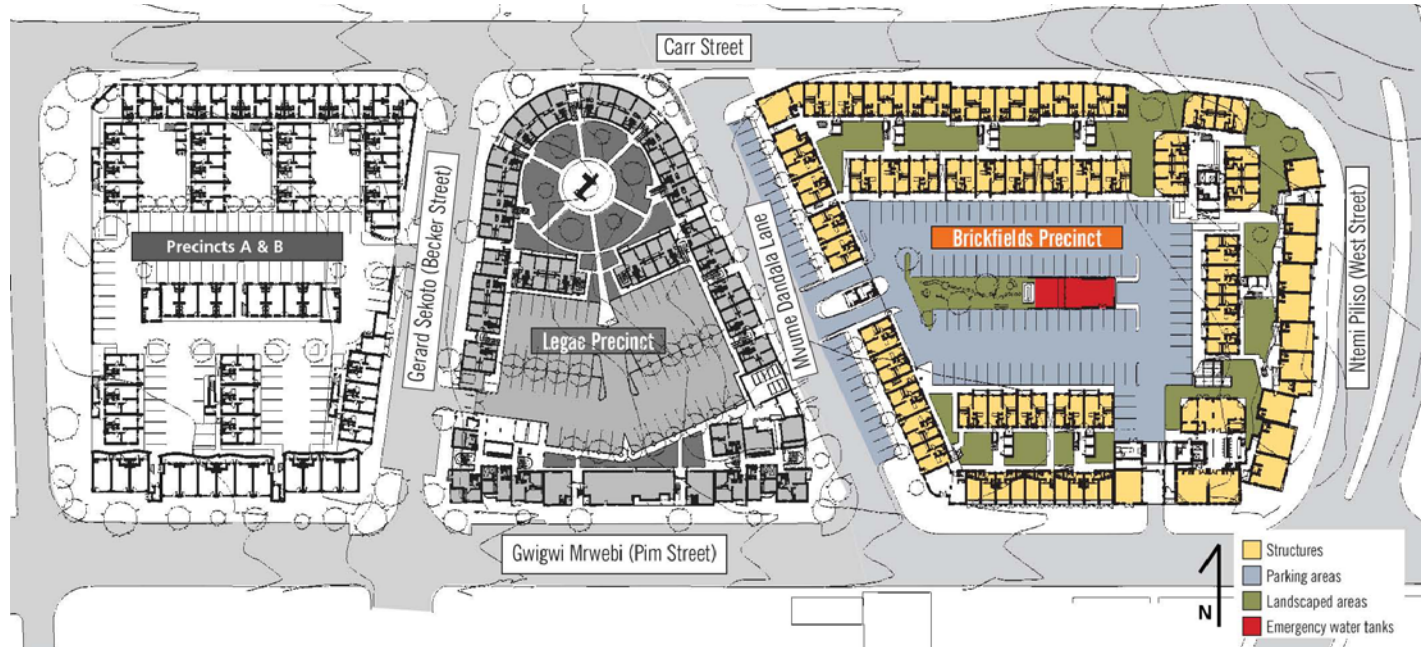 Carr Street
Gerard Sekoto (Becker Street)
Mvume Dandala Lane
Ntemi Piliso (West Street)
Precincts A & B
Brickfields Precinct
Legae Precinct
Gwigwi Mrwebi (Pim Street)
N
Structures
Parking areas
Landscaped areas
Emergency water tanks